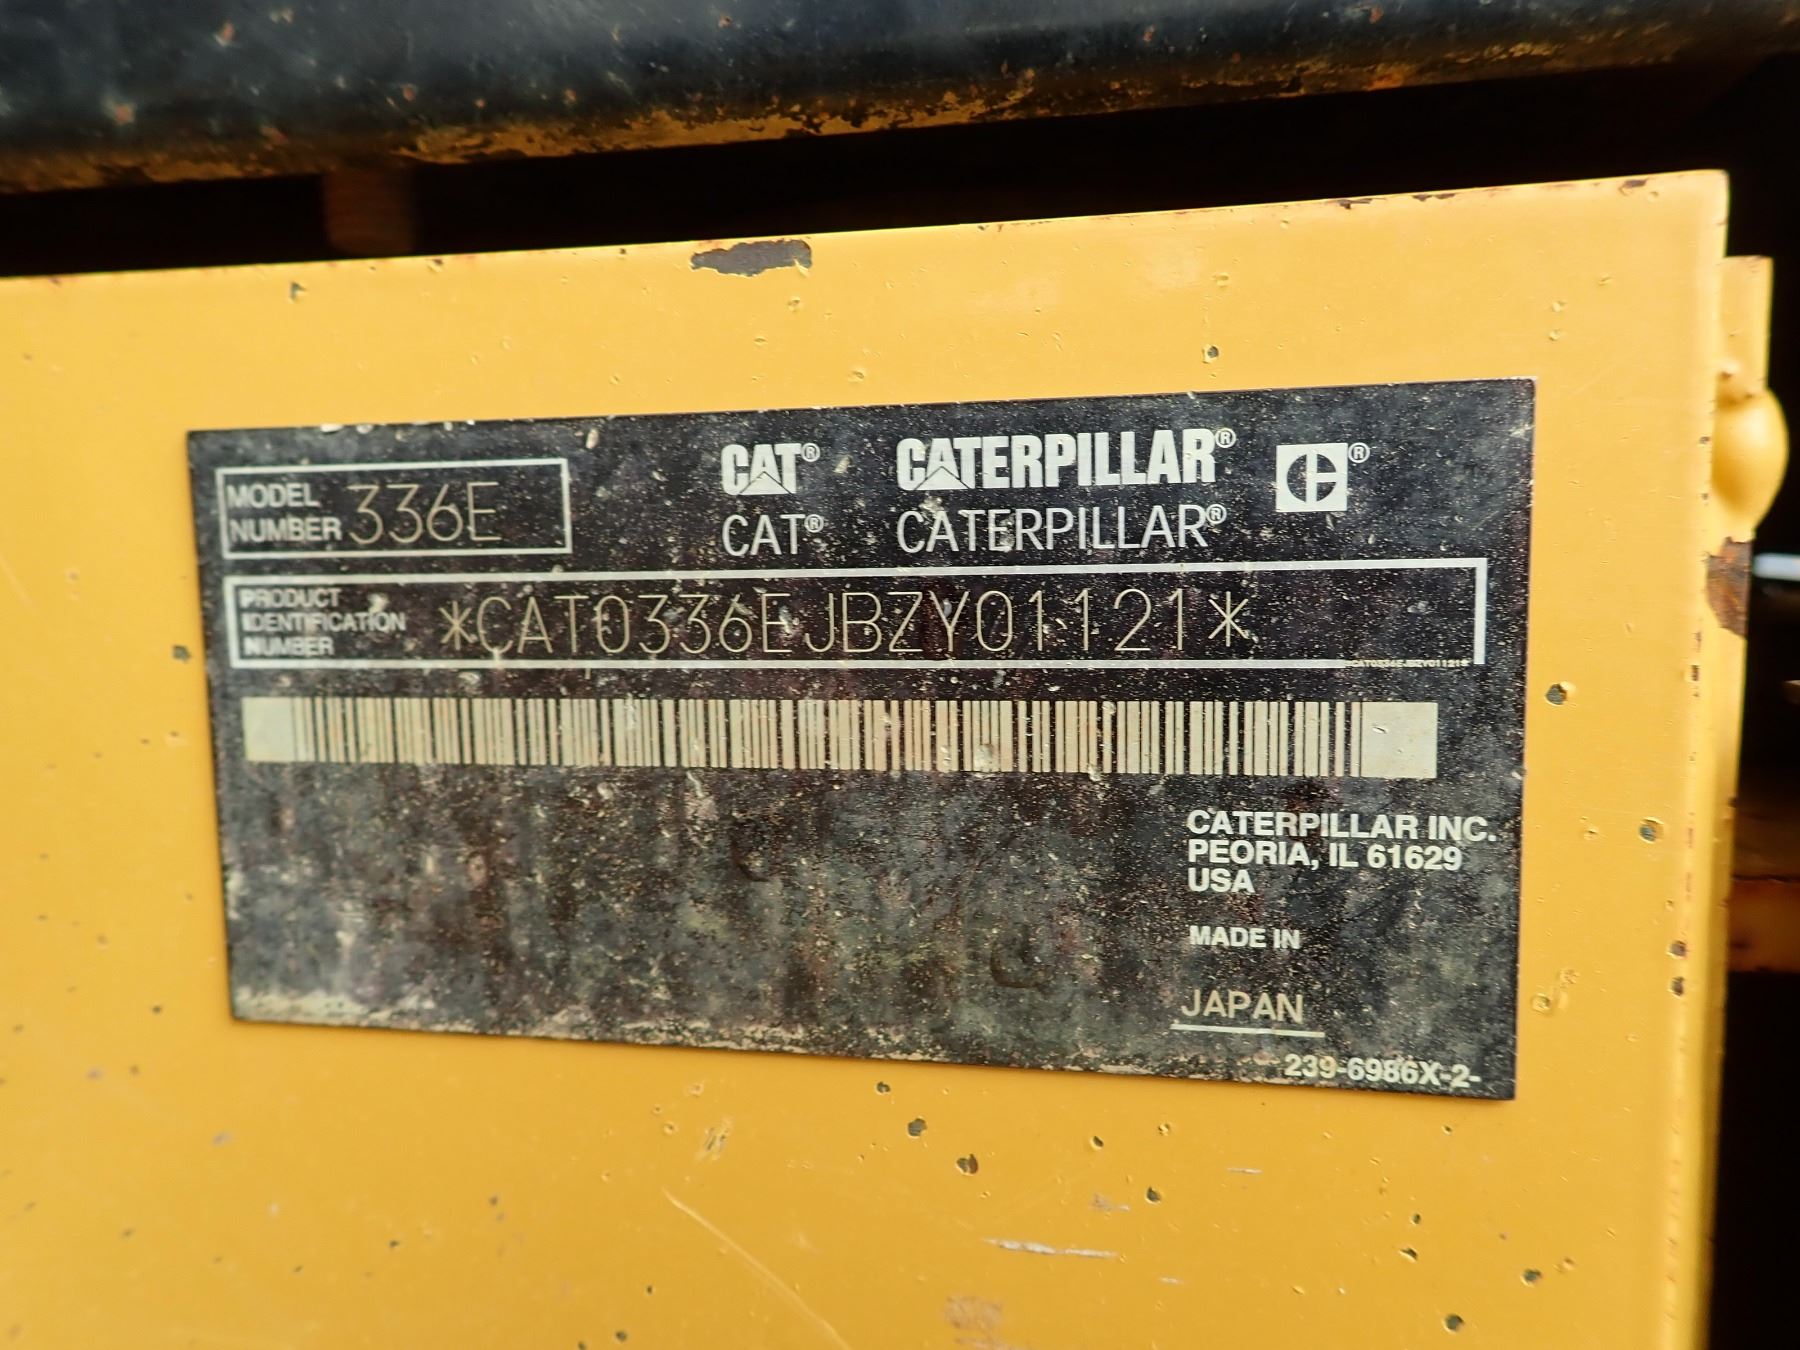 MODEL NUMBER 336E
CAT® CATERPILLAR® ®
CAT® CATERPILLAR®
PRODUCT IDENTIFICATION NUMBER *CAT0336EJBZY01121*
*CAT0336EJBZY01121*
CATERPILLAR INC.
PEORIA, IL 61629
USA
MADE IN
JAPAN
239-6986X-2-